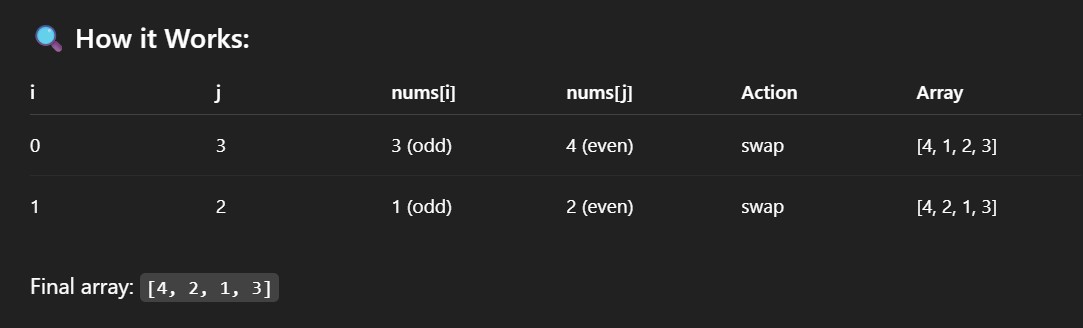 🔍 How it Works:
i j nums[i] nums[j] Action Array
0 3 3 (odd) 4 (even) swap [4, 1, 2, 3]
1 2 1 (odd) 2 (even) swap [4, 2, 1, 3]
Final array: [4, 2, 1, 3]